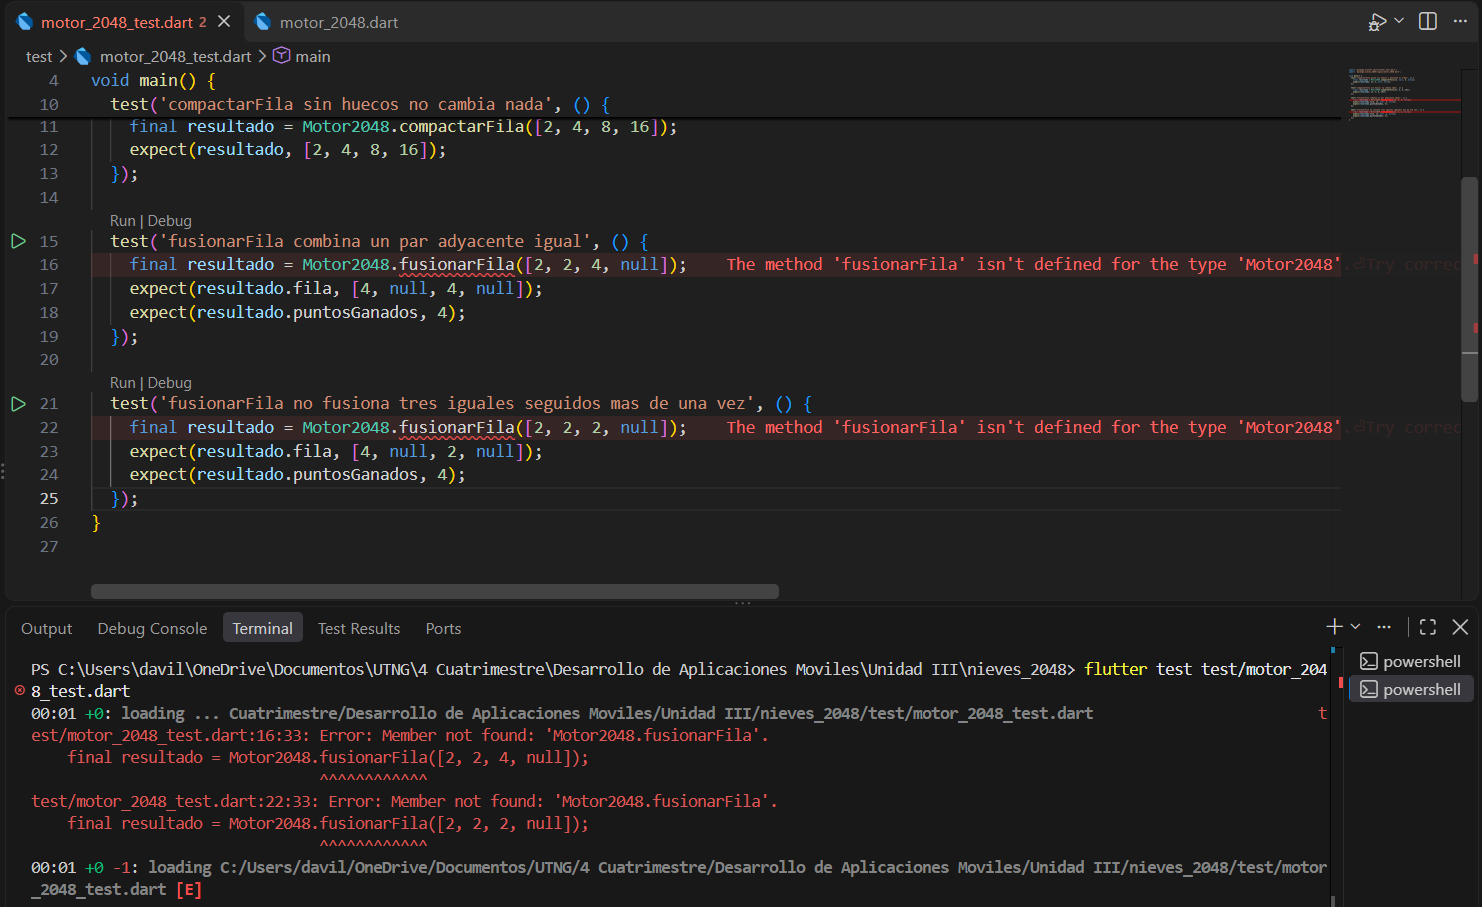 motor_2048_test.dart 2
motor_2048.dart
test > motor_2048_test.dart > main
4 void main() {
10 test('compactarFila sin huecos no cambia nada', () {
11 final resultado = Motor2048.compactarFila([2, 4, 8, 16]);
12 expect(resultado, [2, 4, 8, 16]);
13 });
14
Run | Debug
15 test('fusionarFila combina un par adyacente igual', () {
16 final resultado = Motor2048.fusionarFila([2, 2, 4, null]); The method 'fusionarFila' isn't defined for the type 'Motor2048'.⏎Try correc
17 expect(resultado.fila, [4, null, 4, null]);
18 expect(resultado.puntosGanados, 4);
19 });
20
Run | Debug
21 test('fusionarFila no fusiona tres iguales seguidos mas de una vez', () {
22 final resultado = Motor2048.fusionarFila([2, 2, 2, null]); The method 'fusionarFila' isn't defined for the type 'Motor2048'.⏎Try correc
23 expect(resultado.fila, [4, null, 2, null]);
24 expect(resultado.puntosGanados, 4);
25 });
26 }
27
Output Debug Console Terminal Test Results Ports
PS C:\Users\davil\OneDrive\Documentos\UTNG\4 Cuatrimestre\Desarrollo de Aplicaciones Moviles\Unidad III\nieves_2048> flutter test test/motor_204
8_test.dart
00:01 +0: loading ... Cuatrimestre/Desarrollo de Aplicaciones Moviles/Unidad III/nieves_2048/test/motor_2048_test.dart t
est/motor_2048_test.dart:16:33: Error: Member not found: 'Motor2048.fusionarFila'.
final resultado = Motor2048.fusionarFila([2, 2, 4, null]);
^^^^^^^^^^^^
test/motor_2048_test.dart:22:33: Error: Member not found: 'Motor2048.fusionarFila'.
final resultado = Motor2048.fusionarFila([2, 2, 2, null]);
^^^^^^^^^^^^
00:01 +0 -1: loading C:/Users/davil/OneDrive/Documentos/UTNG/4 Cuatrimestre/Desarrollo de Aplicaciones Moviles/Unidad III/nieves_2048/test/motor
_2048_test.dart [E]
powershell
powershell